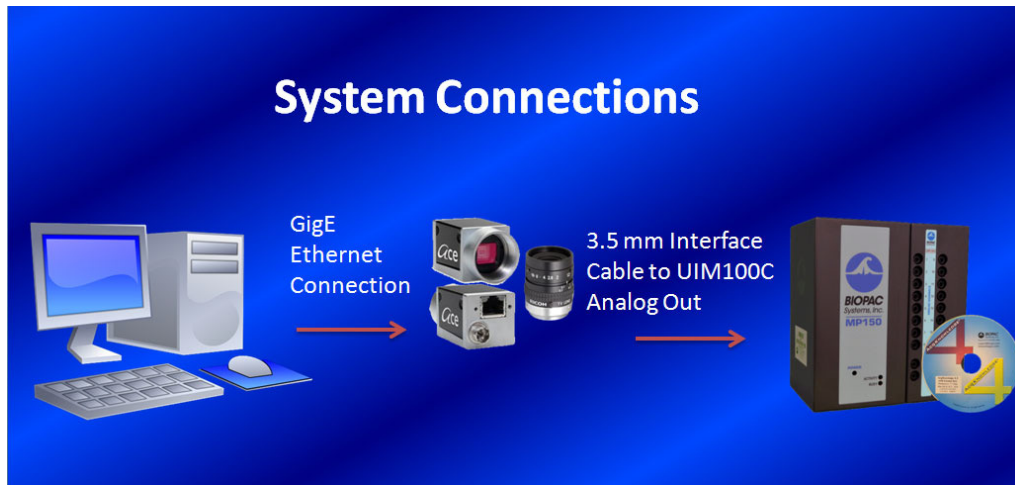 System Connections
GigE
Ethernet
Connection
ace
ace
3.5 mm Interface
Cable to UIM100C
Analog Out
BIOPAC
Systems, Inc.
MP150
4
4